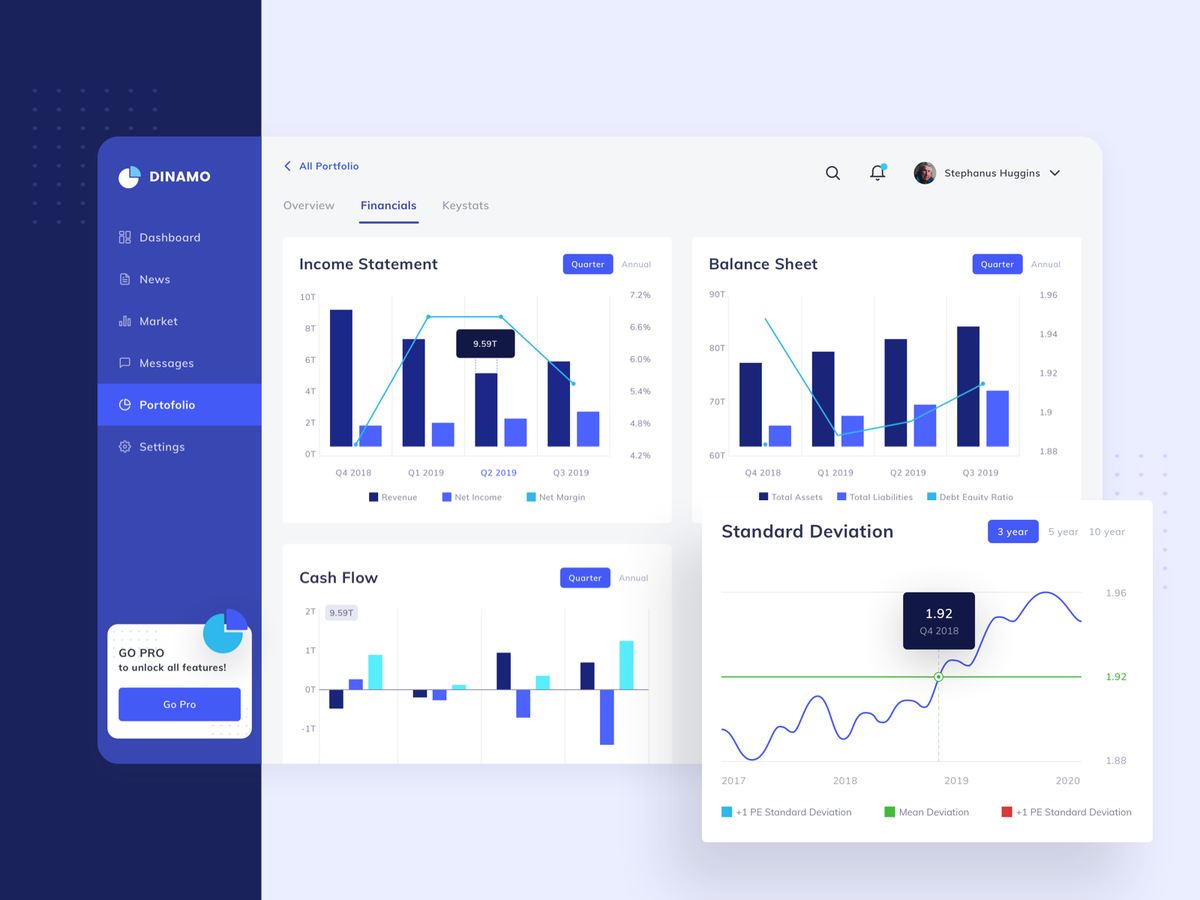 DINAMO
Dashboard
News
Market
Messages
Portofolio
Settings
GO PRO
to unlock all features!
Go Pro
All Portfolio
Stephanus Huggins
Overview Financials Keystats
Income Statement
Quarter Annual
10T 7.2%
8T 6.6%
9.59T
6T 6.0%
4T 5.4%
2T 4.8%
0T 4.2%
Q4 2018 Q1 2019 Q2 2019 Q3 2019
Revenue Net Income Net Margin
Balance Sheet
Quarter Annual
90T 1.96
1.94
80T
1.92
70T 1.9
60T 1.88
Q4 2018 Q1 2019 Q2 2019 Q3 2019
Total Assets Total Liabilities Debt Equity Ratio
Cash Flow
Quarter Annual
2T 9.59T
1T
0T
-1T
Standard Deviation
3 year 5 year 10 year
1.96
1.92
Q4 2018
1.92
1.88
2017 2018 2019 2020
+1 PE Standard Deviation Mean Deviation +1 PE Standard Deviation